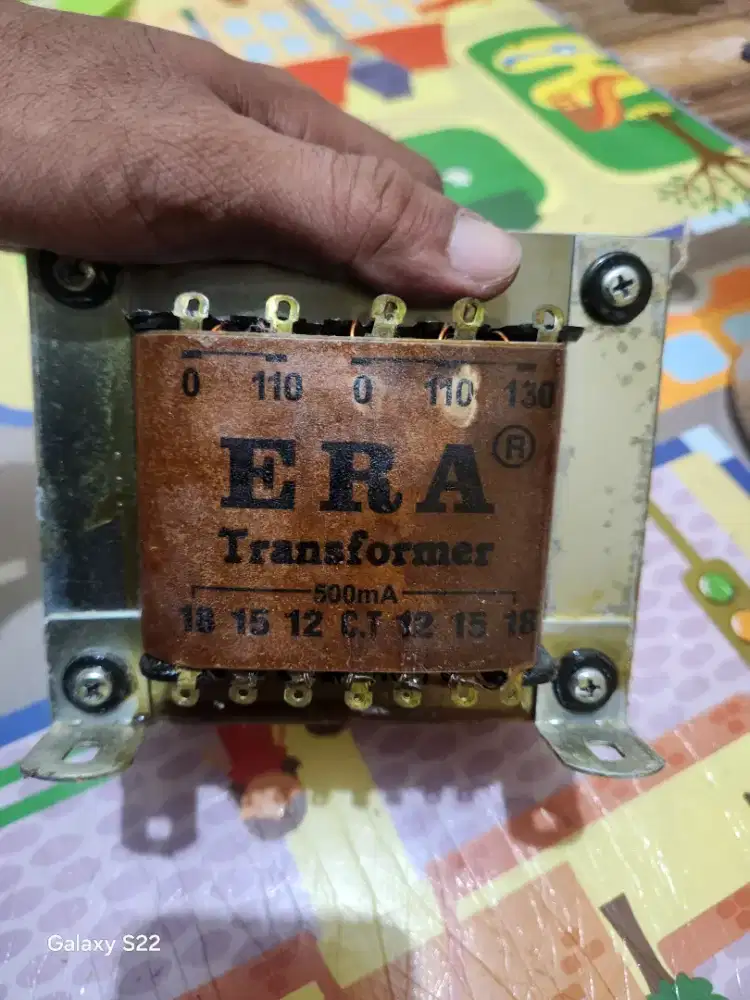 0 110 0 110 130
ERA ®
Transformer
500mA
18 15 12 C.T 12 15 18
Galaxy S22